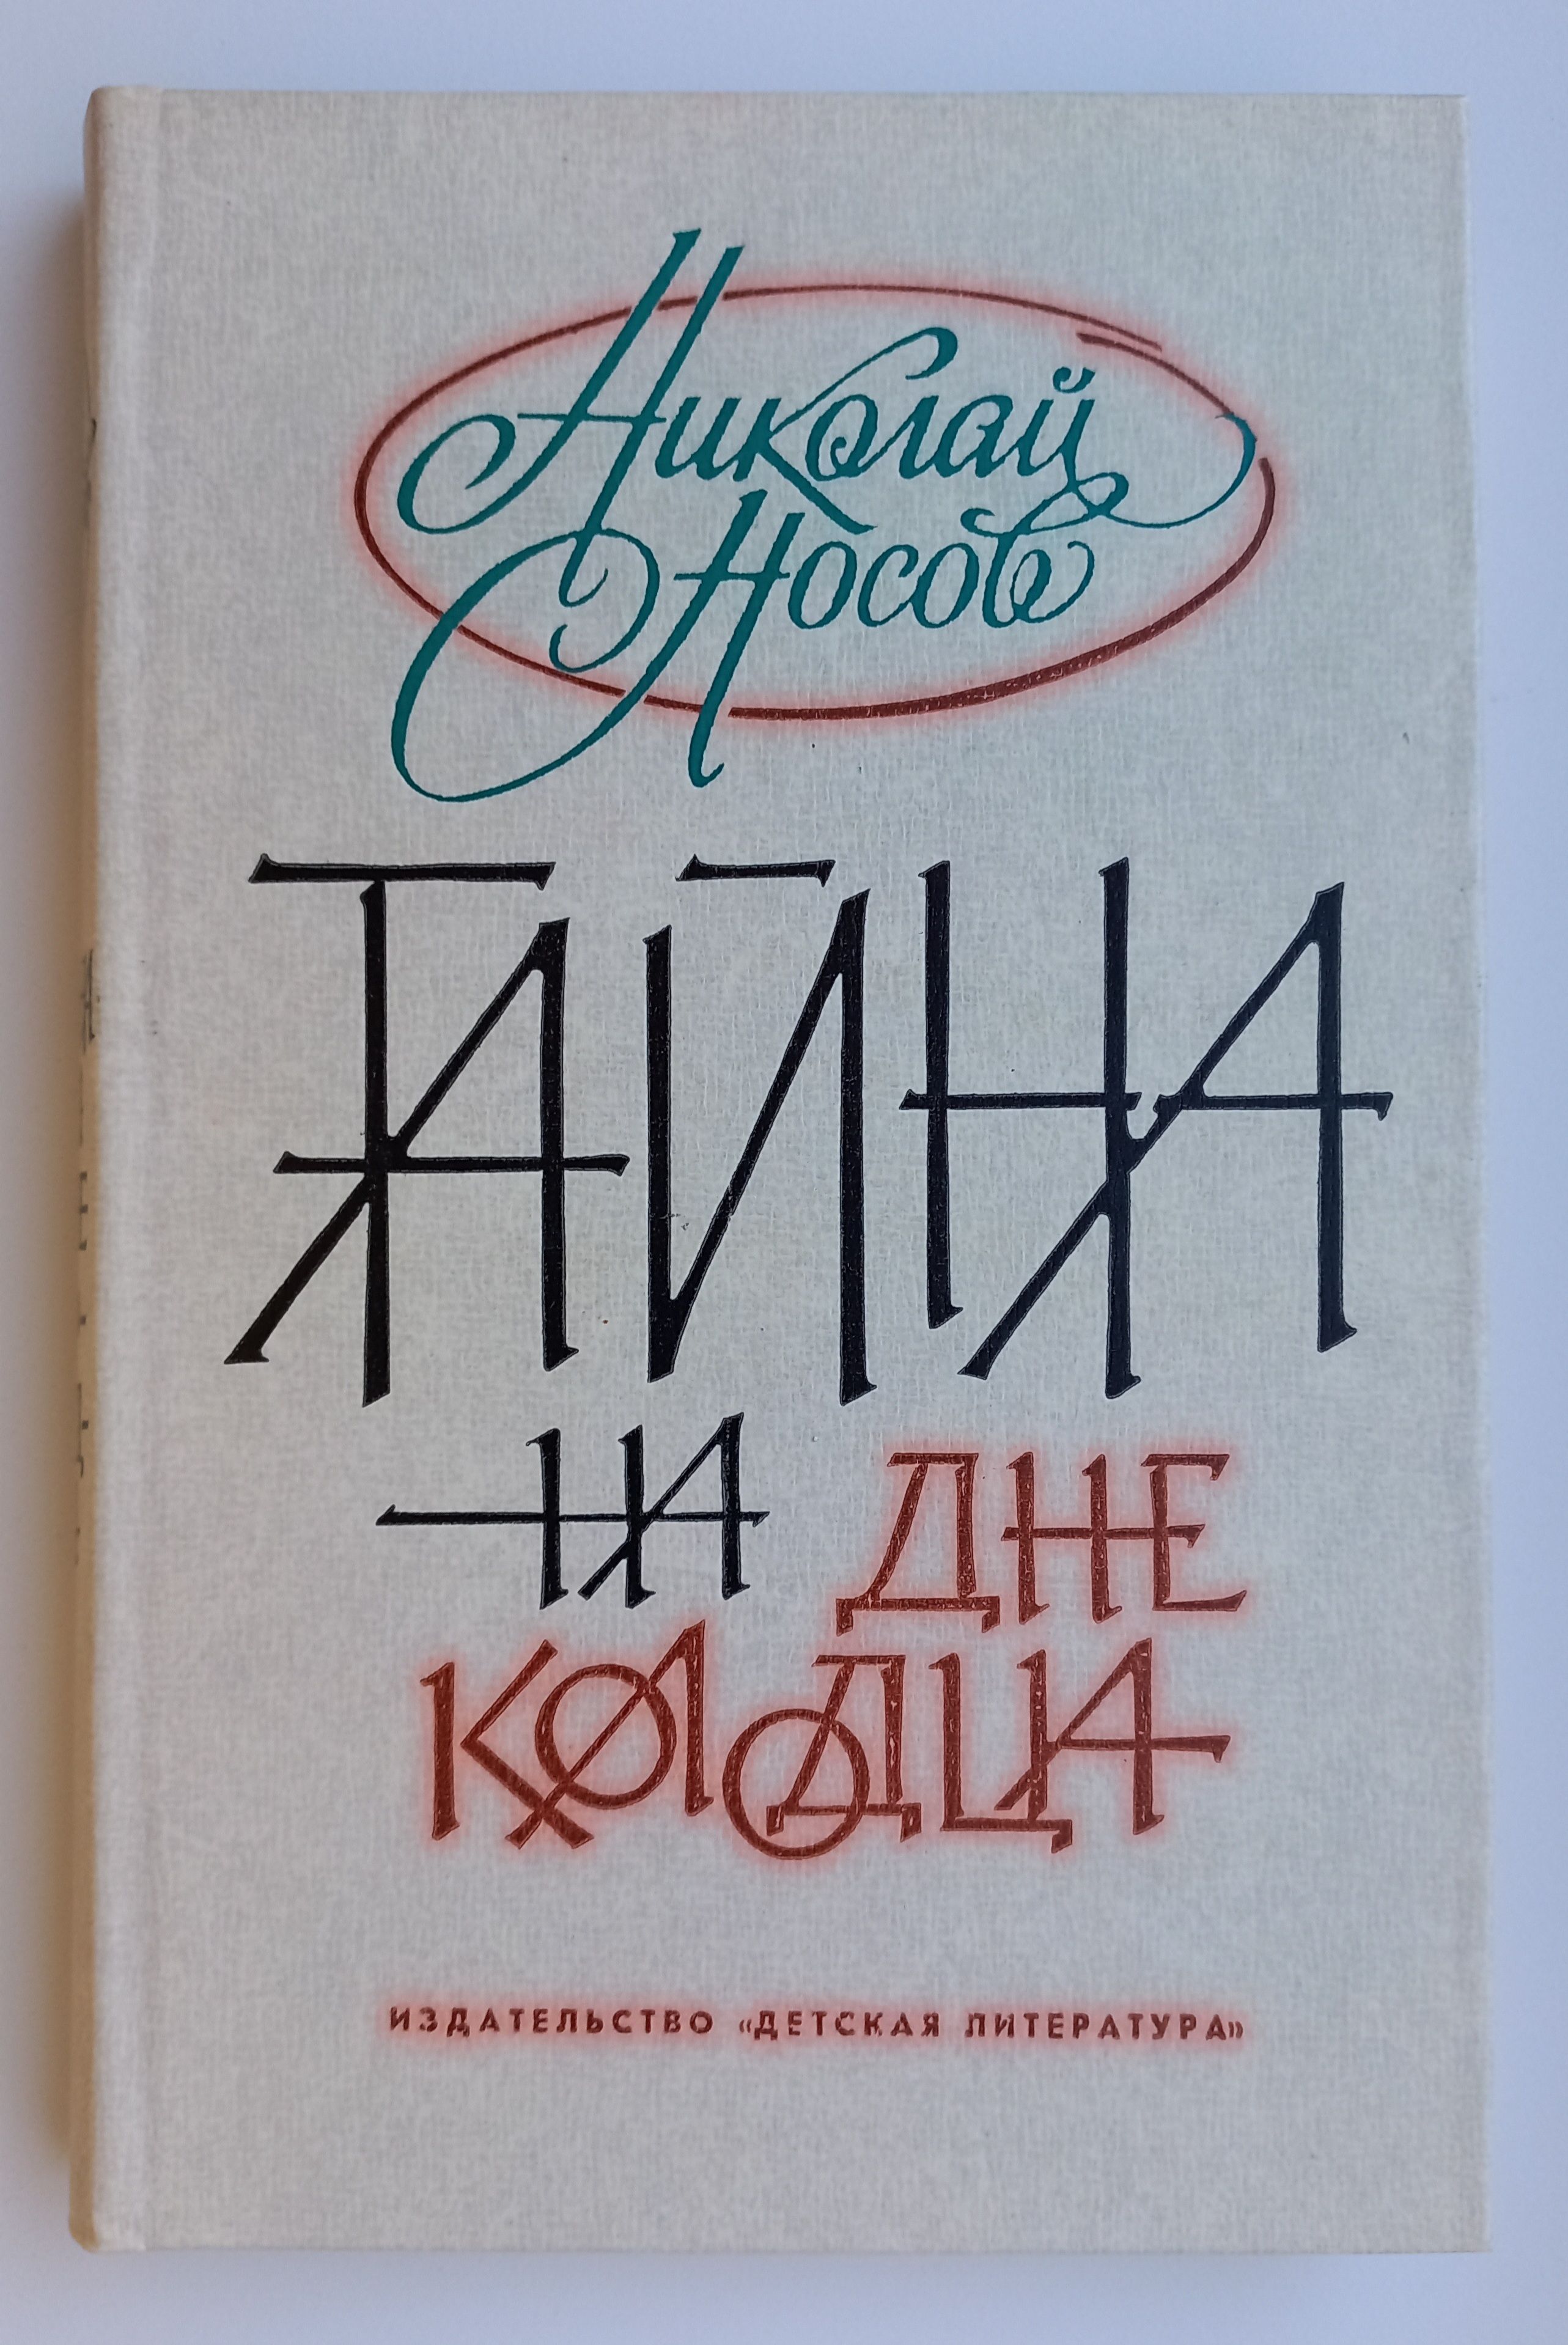 Николай
Носов
ТАЙНА
НА ДНЕ
КОЛОДЦА
ИЗДАТЕЛЬСТВО «ДЕТСКАЯ ЛИТЕРАТУРА»